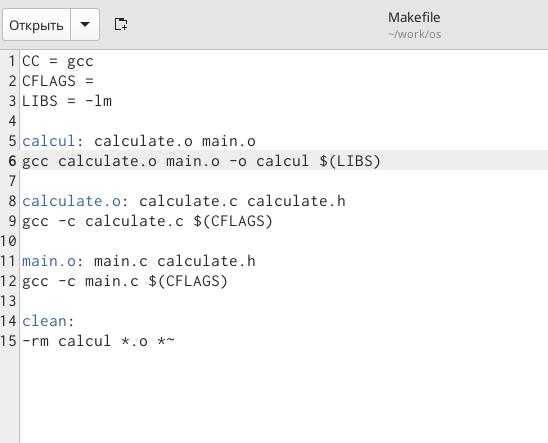 Открыть
Makefile
~/work/os
1 CC = gcc
2 CFLAGS =
3 LIBS = -lm
4
5 calcul: calculate.o main.o
6 gcc calculate.o main.o -o calcul $(LIBS)
7
8 calculate.o: calculate.c calculate.h
9 gcc -c calculate.c $(CFLAGS)
10
11 main.o: main.c calculate.h
12 gcc -c main.c $(CFLAGS)
13
14 clean:
15 -rm calcul *.o *~